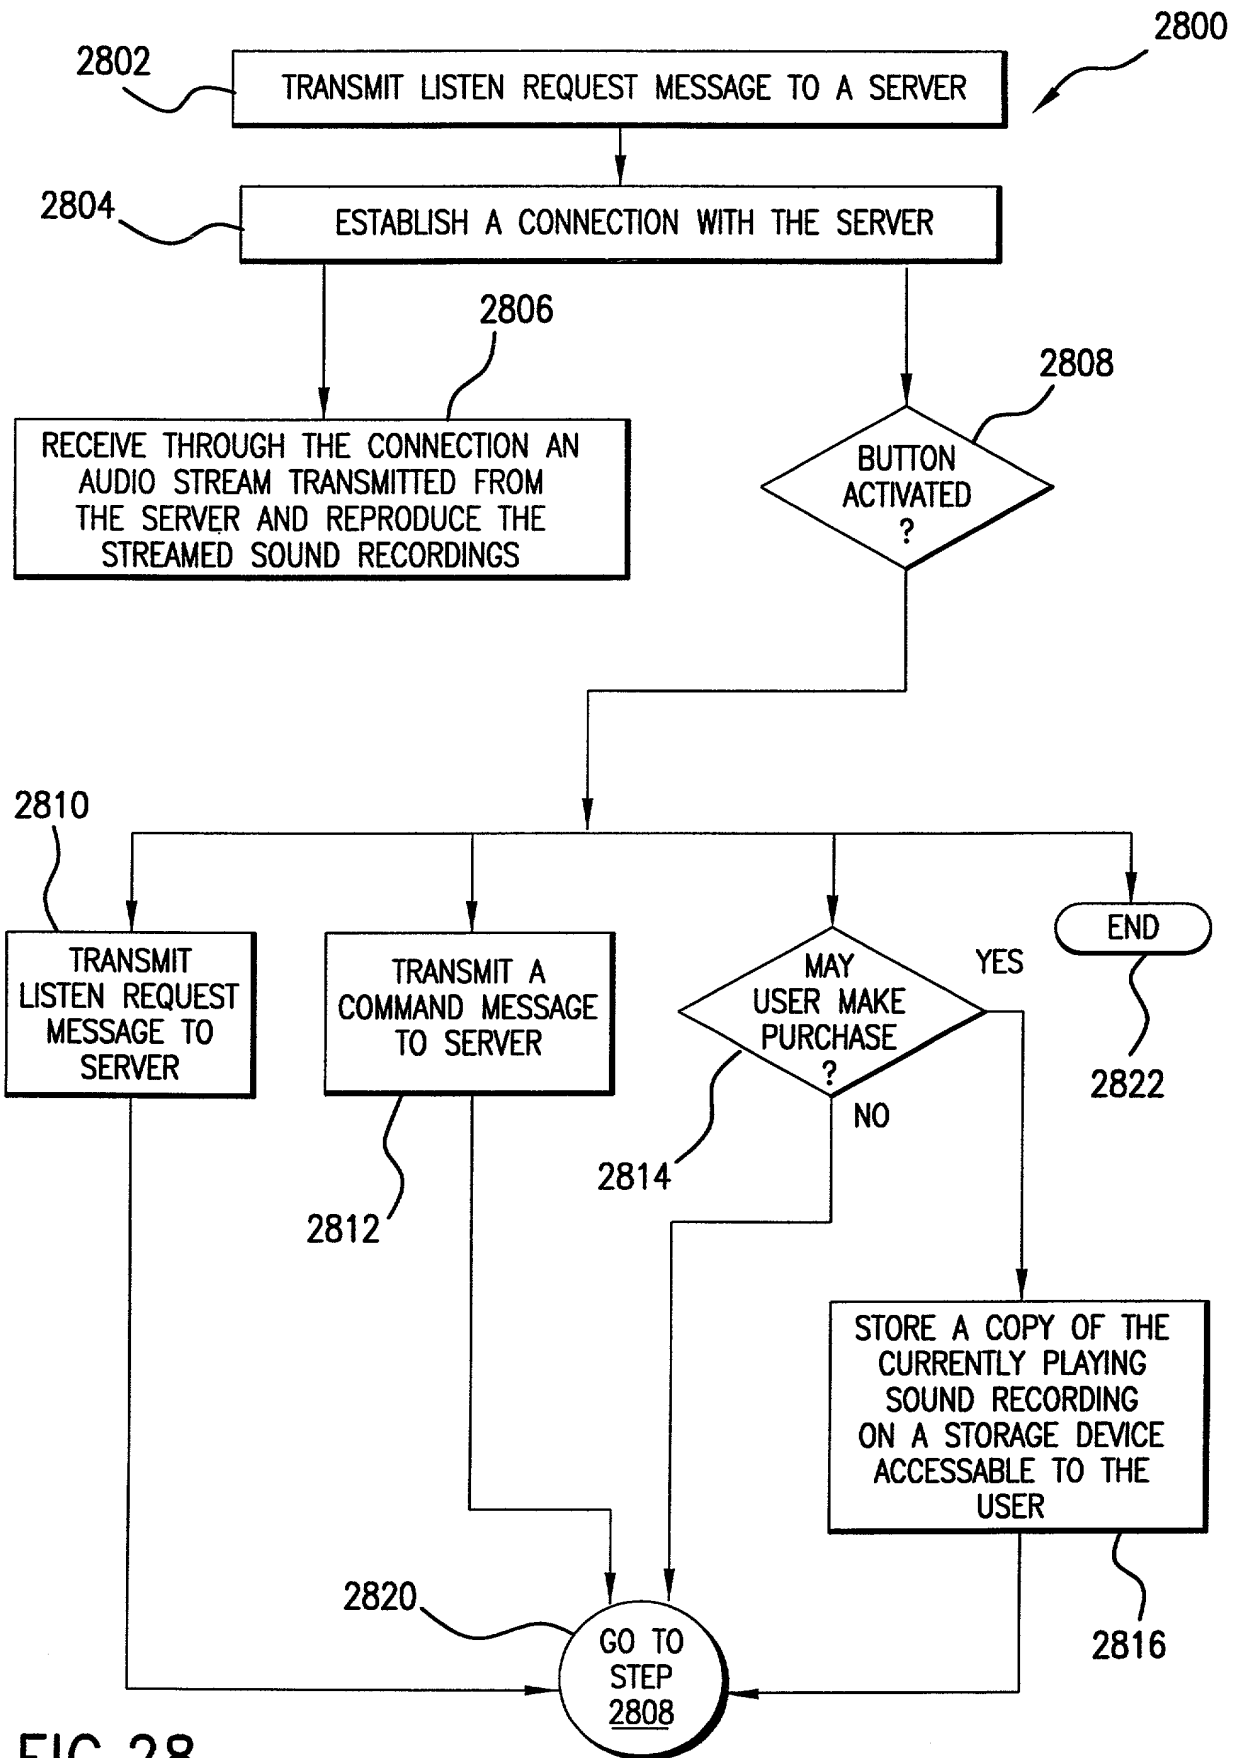 2800
2802
TRANSMIT LISTEN REQUEST MESSAGE TO A SERVER
2804
ESTABLISH A CONNECTION WITH THE SERVER
2806
2808
RECEIVE THROUGH THE CONNECTION AN
AUDIO STREAM TRANSMITTED FROM
THE SERVER AND REPRODUCE THE
STREAMED SOUND RECORDINGS
BUTTON
ACTIVATED
?
2810
TRANSMIT
LISTEN REQUEST
MESSAGE TO
SERVER
TRANSMIT A
COMMAND MESSAGE
TO SERVER
2812
MAY
USER MAKE
PURCHASE
?
YES
NO
2814
END
2822
STORE A COPY OF THE
CURRENTLY PLAYING
SOUND RECORDING
ON A STORAGE DEVICE
ACCESSABLE TO THE
USER
2816
2820
GO TO
STEP
2808
FIG.28